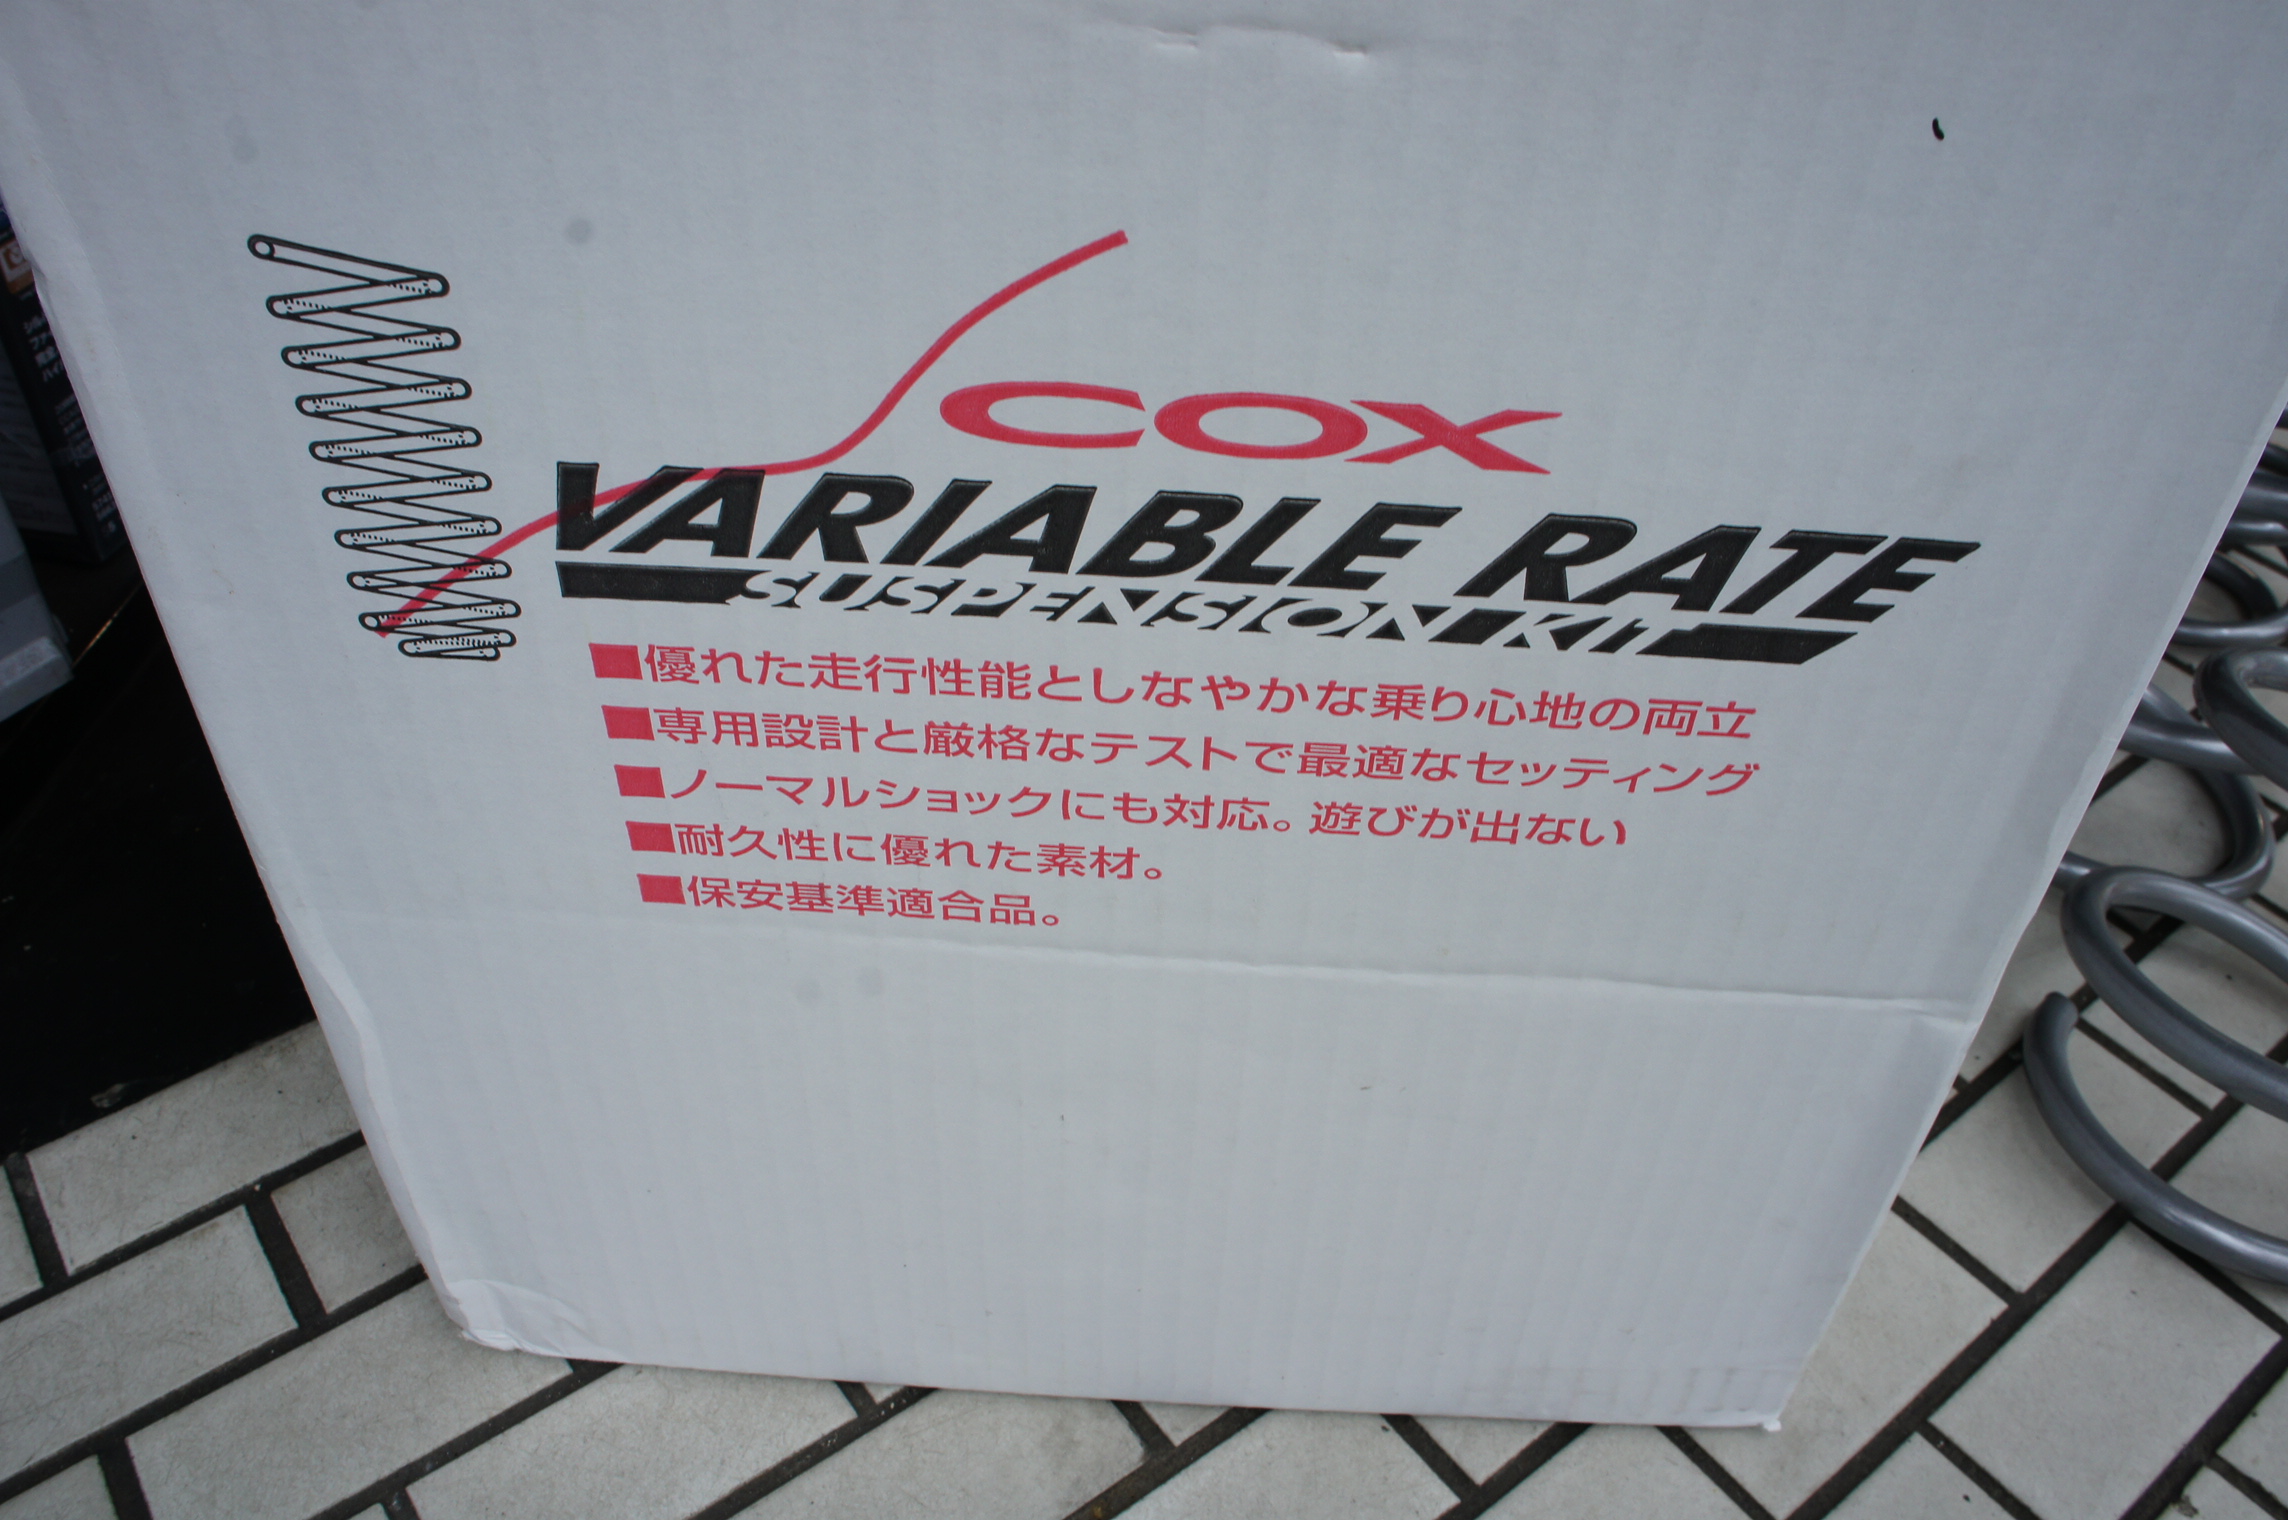 COX
VARIABLE RATE
SUSPENSION KIT
■優れた走行性能としなやかな乗り心地の両立
■専用設計と厳格なテストで最適なセッティング
■ノーマルショックにも対応。遊びが出ない
■耐久性に優れた素材。
■保安基準適合品。